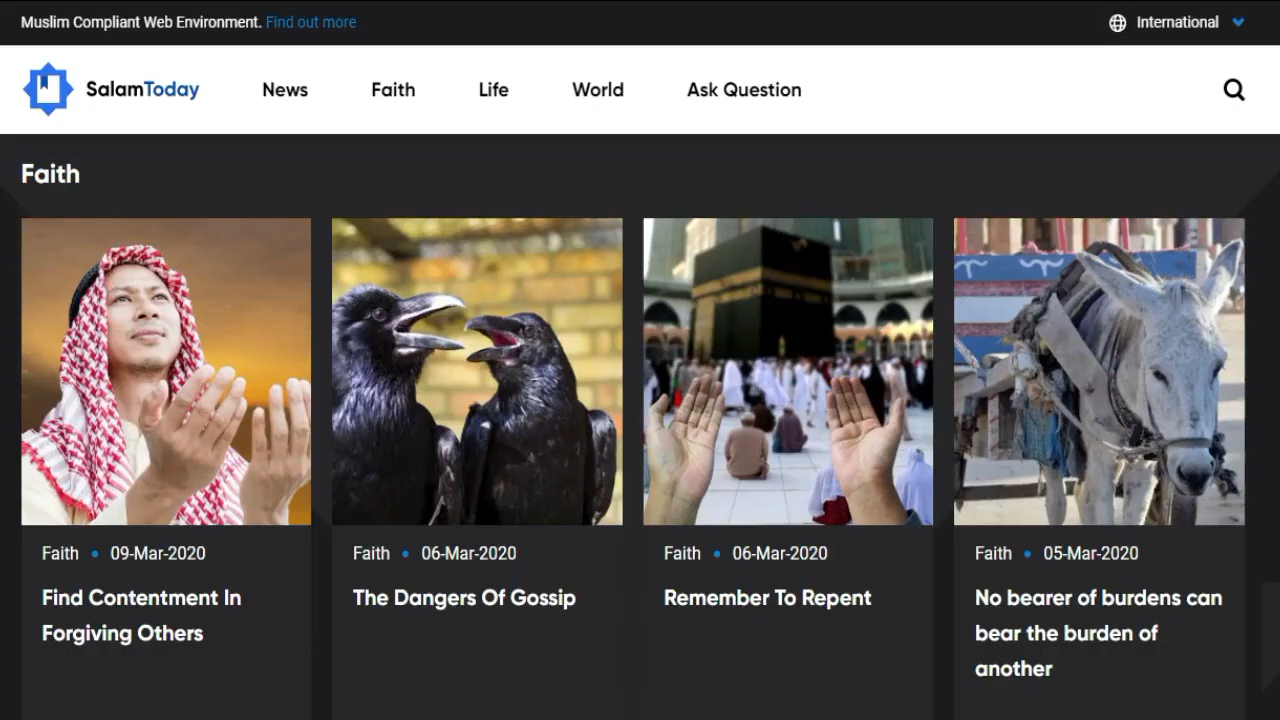 Muslim Compliant Web Environment. Find out more
International
SalamToday
News
Faith
Life
World
Ask Question
Faith
Faith • 09-Mar-2020
Find Contentment In
Forgiving Others
Faith • 06-Mar-2020
The Dangers Of Gossip
Faith • 06-Mar-2020
Remember To Repent
Faith • 05-Mar-2020
No bearer of burdens can
bear the burden of
another